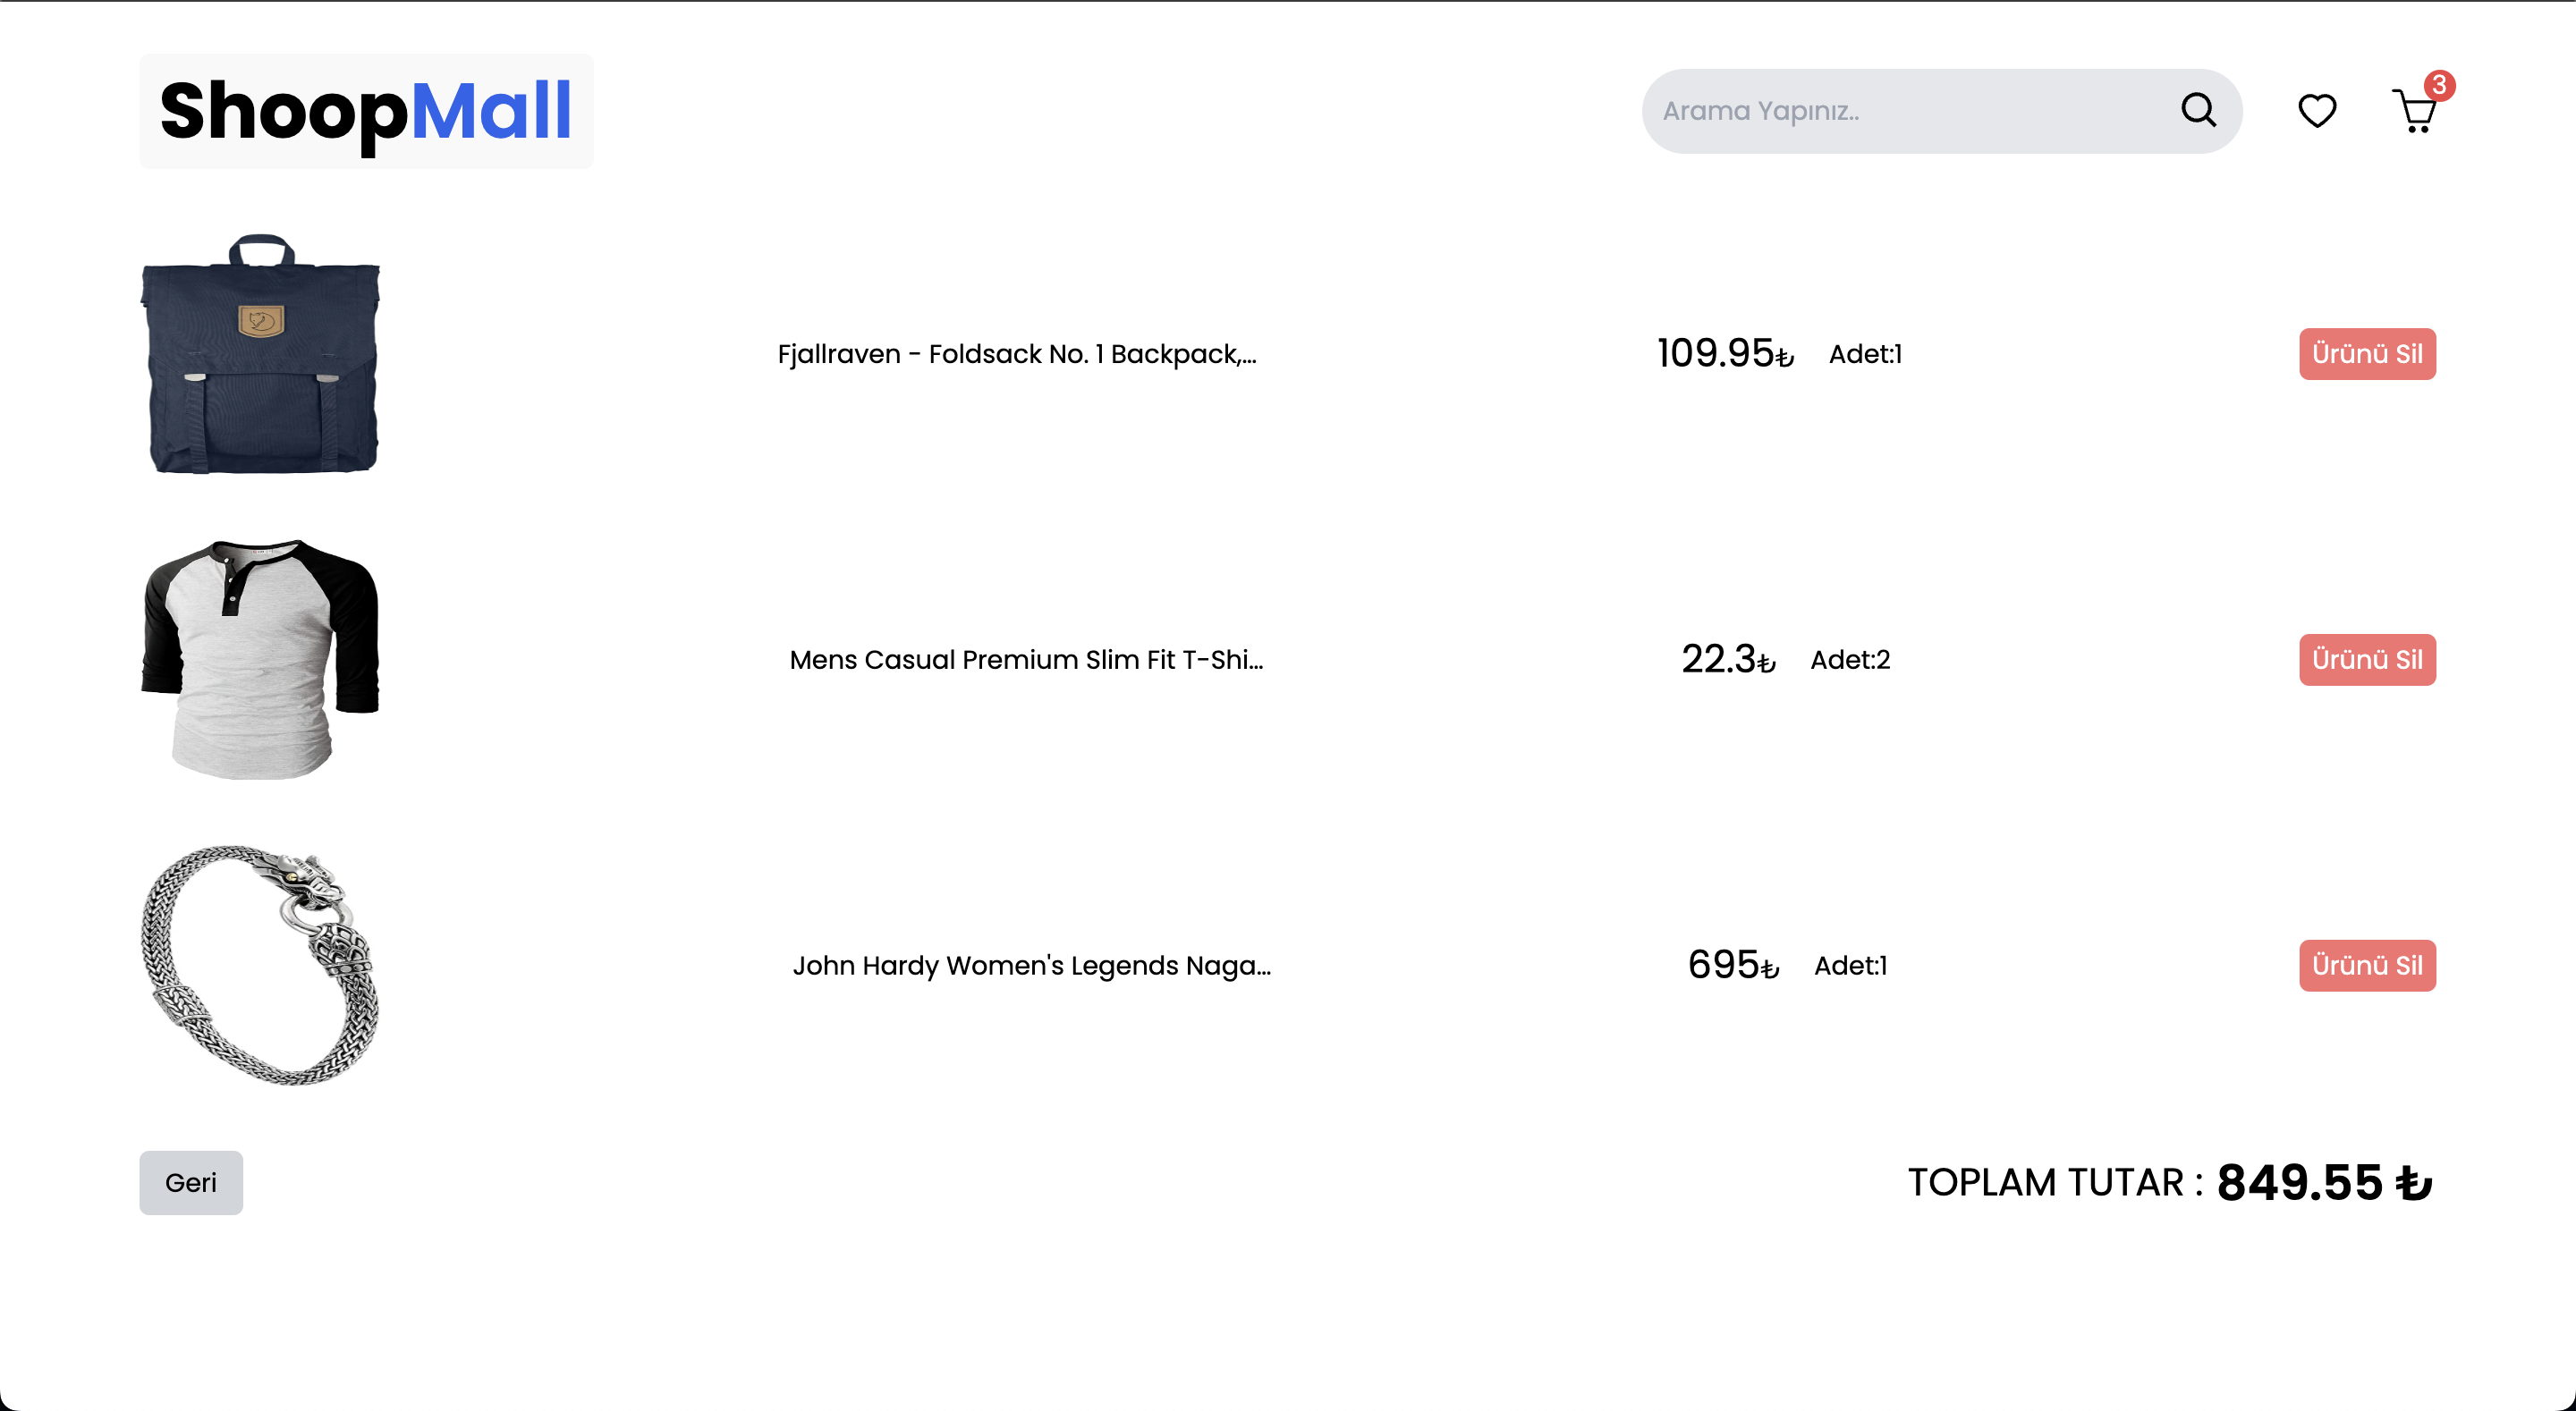 ShoopMall
Arama Yapınız..
3
Fjallraven - Foldsack No. 1 Backpack,...
109.95₺ Adet:1
Ürünü Sil
Mens Casual Premium Slim Fit T-Shi...
22.3₺ Adet:2
Ürünü Sil
John Hardy Women's Legends Naga...
695₺ Adet:1
Ürünü Sil
Geri
TOPLAM TUTAR : 849.55 ₺